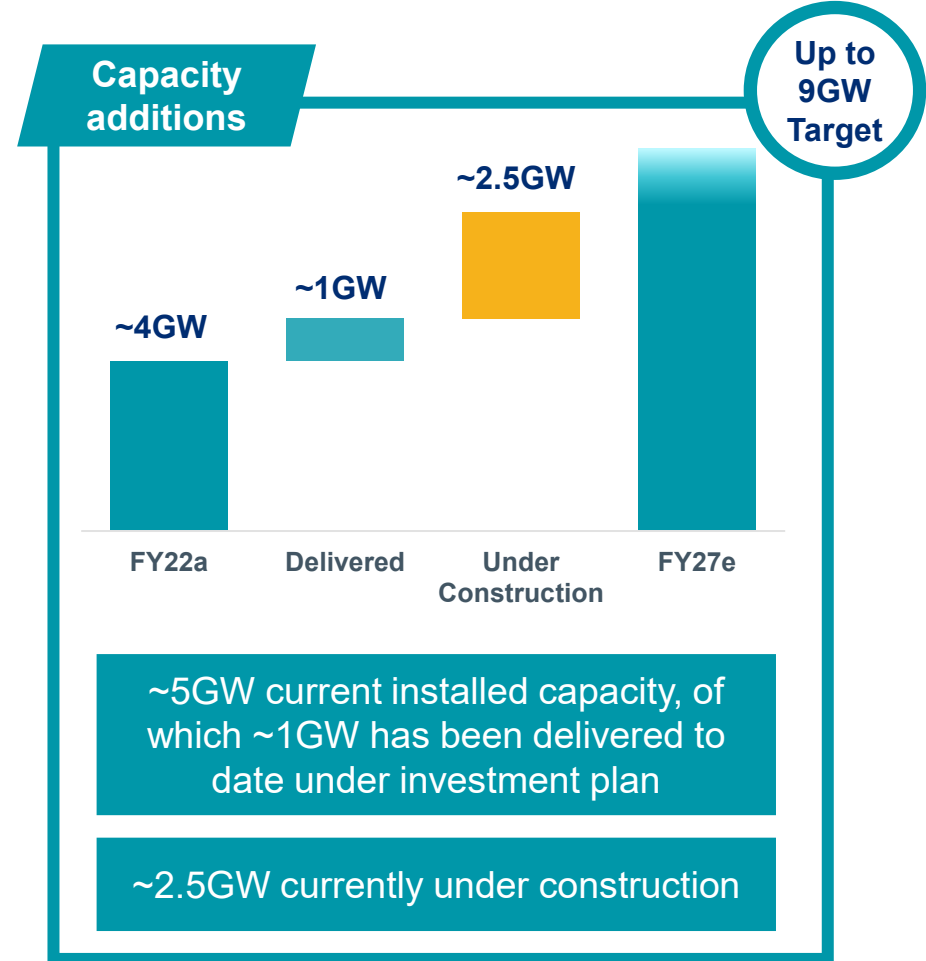 Capacity
additions
Up to
9GW
Target
~4GW
~1GW
~2.5GW
FY22a
Delivered
Under
Construction
FY27e
~5GW current installed capacity, of
which ~1GW has been delivered to
date under investment plan
~2.5GW currently under construction